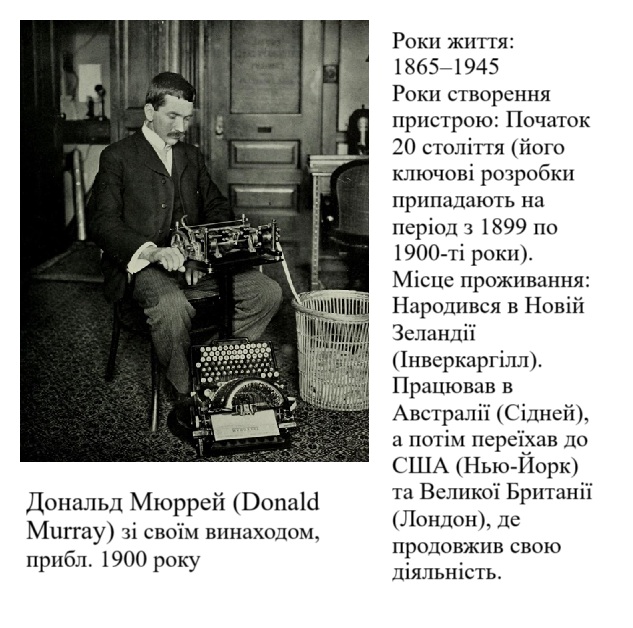 Роки життя:
1865–1945
Роки створення
пристрою: Початок
20 століття (його
ключові розробки
припадають на
період з 1899 по
1900-ті роки).
Місце проживання:
Народився в Новій
Зеландії
(Інверкаргілл).
Працював в
Австралії (Сідней),
а потім переїхав до
США (Нью-Йорк)
та Великої Британії
(Лондон), де
продовжив свою
діяльність.
Дональд Мюррей (Donald
Murray) зі своїм винаходом,
прибл. 1900 року